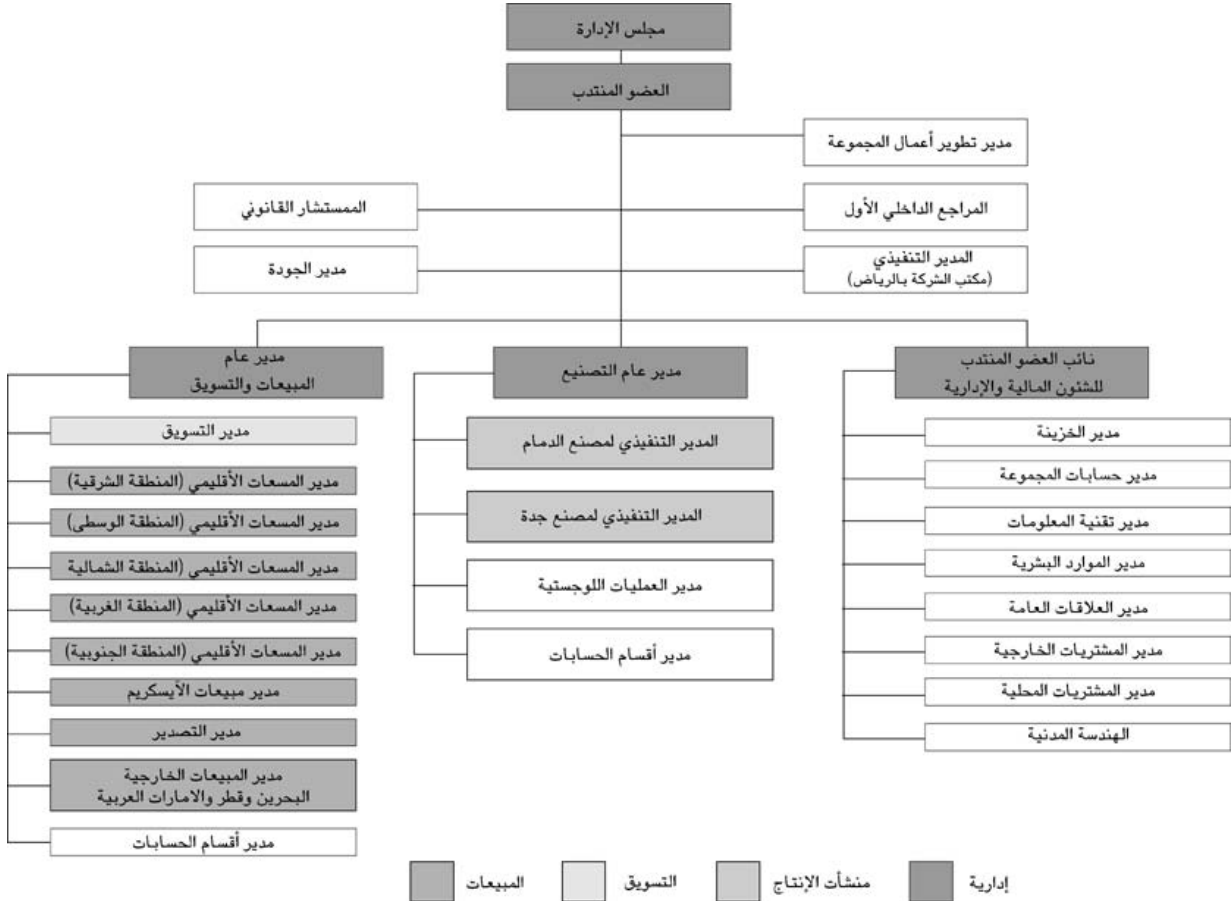 مجلس الإدارة
العضو المنتدب
مدير تطوير أعمال المجموعة
المراجع الداخلي الأول
الممستشار القانوني
المدير التنفيذي
(مكتب الشركة بالرياض)
مدير الجودة
نائب العضو المنتدب
للشئون المالية والإدارية
مدير الخزينة
مدير حسابات المجموعة
مدير تقنية المعلومات
مدير الموارد البشرية
مدير العلاقات العامة
مدير المشتريات الخارجية
مدير المشتريات المحلية
الهندسة المدنية
مدير عام التصنيع
المدير التنفيذي لمصنع الدمام
المدير التنفيذي لمصنع جدة
مدير العمليات اللوجستية
مدير أقسام الحسابات
مدير عام
المبيعات والتسويق
مدير التسويق
مدير المسعات الأقليمي (المنطقة الشرقية)
مدير المسعات الأقليمي (المنطقة الوسطى)
مدير المسعات الأقليمي (المنطقة الشمالية
مدير المسعات الأقليمي (المنطقة الغربية)
مدير المسعات الأقليمي (المنطقة الجنوبية)
مدير مبيعات الأيسكريم
مدير التصدير
مدير المبيعات الخارجية
البحرين وقطر والامارات العربية
مدير أقسام الحسابات
إدارية
منشأت الإنتاج
التسويق
المبيعات